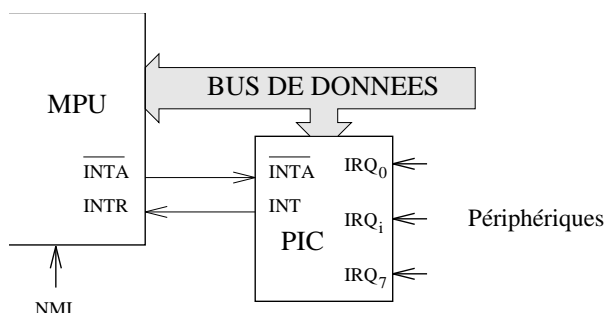 BUS DE DONNEES
MPU
INTA
INTR
INTA
INT
PIC
IRQ0
IRQi
IRQ7
Périphériques
NMI